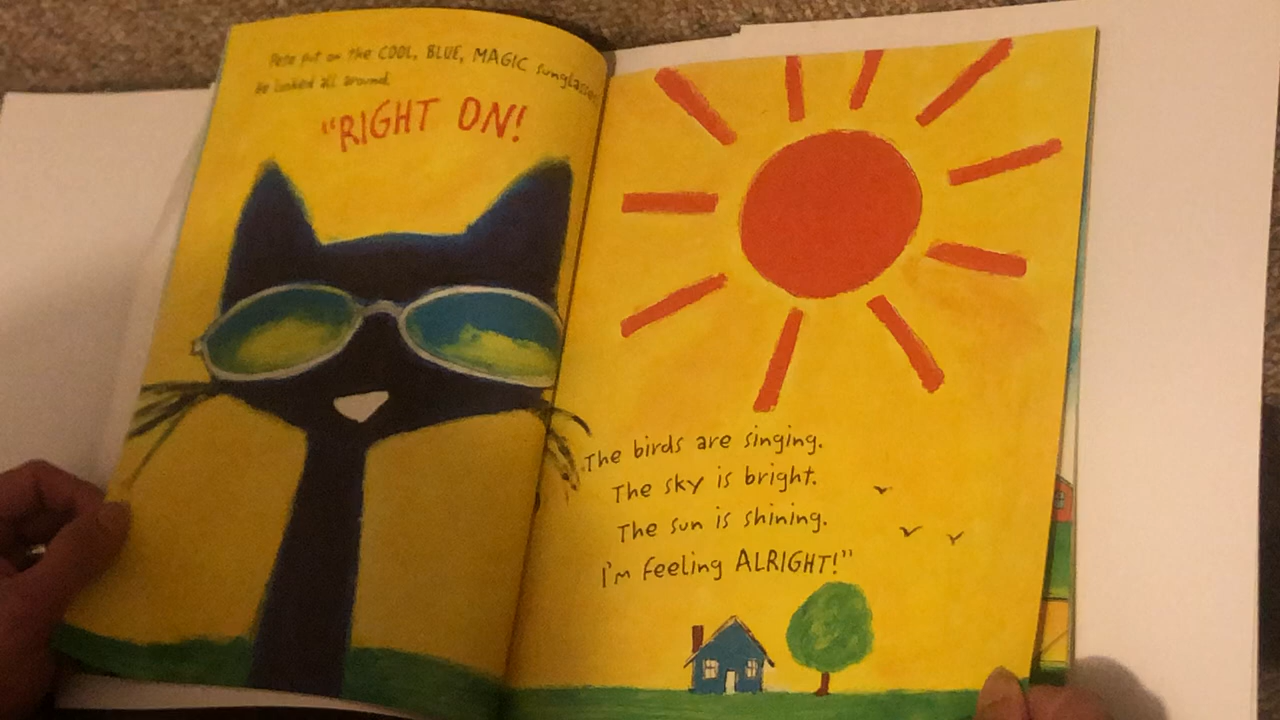 Pete put on the COOL, BLUE, MAGIC sunglasses
He looked all around.
"RIGHT ON!
The birds are singing.
The sky is bright.
The sun is shining.
I'm feeling ALRIGHT!"